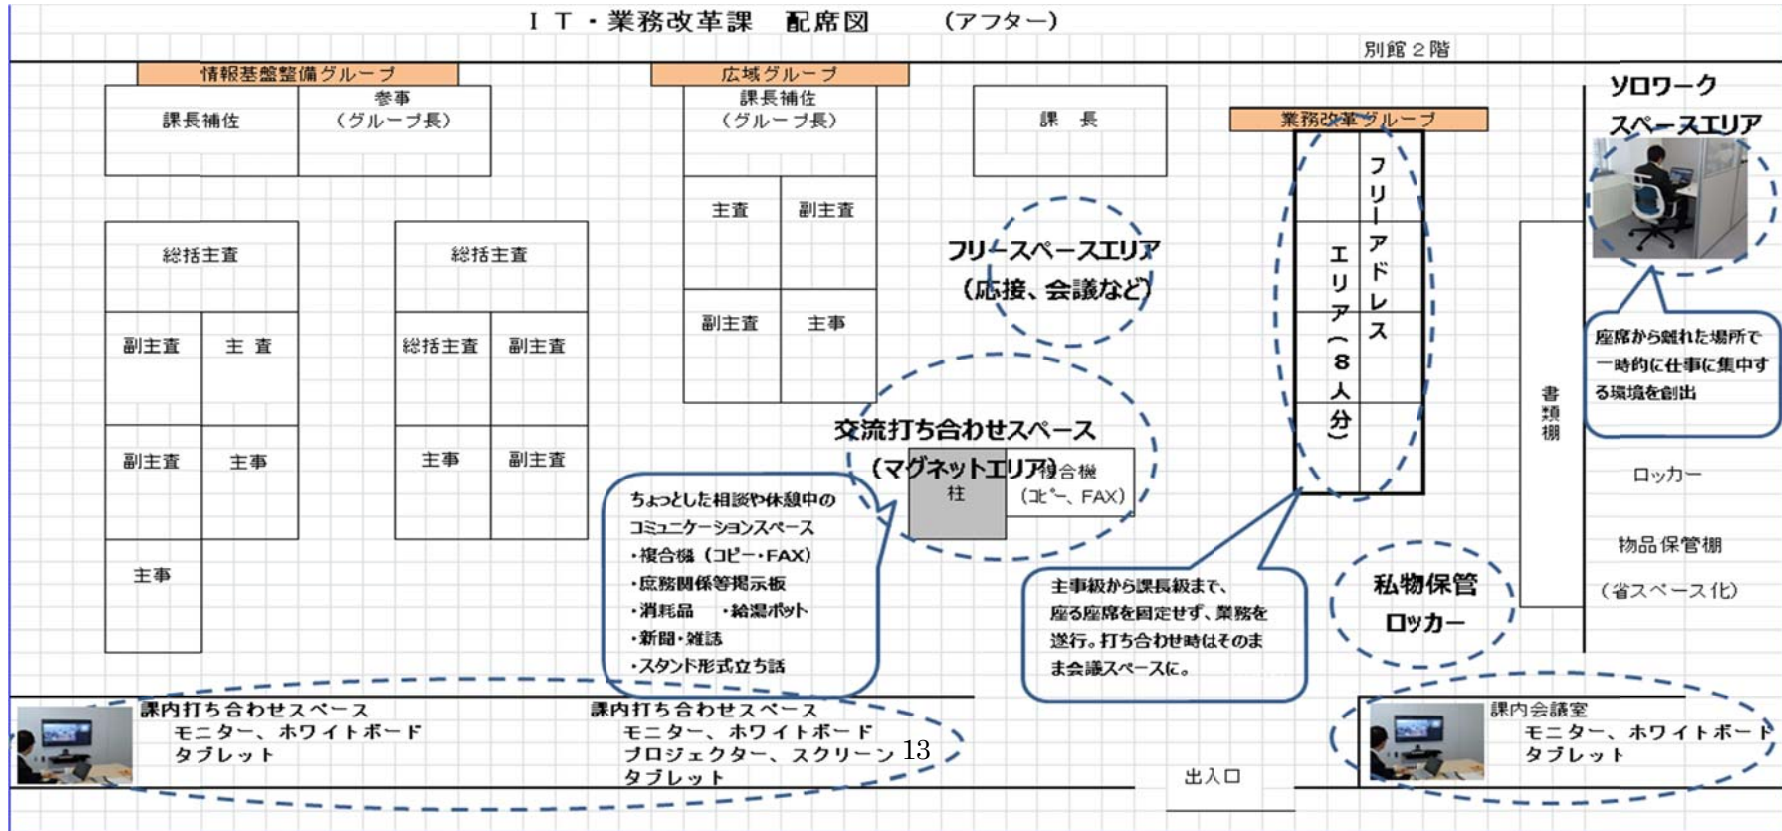 ＩＴ・業務改革課　配席図　　（アフター）
別館２階
情報基盤整備グループ
課長補佐
参事
（グループ長）
総括主査
副主査
主 査
副主査
主事
主事
総括主査
総括主査
副主査
主事
副主査
広域グループ
課長補佐
（グループ長）
主査
副主査
副主査
主事
課 長
フリースペースエリア
（応接、会議など）
交流打ち合わせスペース
（マグネットエリア）
柱
複合機
（コピー、FAX）
ちょっとした相談や休憩中の
コミュニケーションスペース
・複合機（コピー・FAX）
・庶務関係等掲示板
・消耗品　・給湯ポット
・新聞・雑誌
・スタンド形式立ち話
業務改革グループ
フリーアドレス
エリア（８人分）
主事級から課長級まで、
座る座席を固定せず、業務を
遂行。打ち合わせ時はそのま
ま会議スペースに。
ソロワーク
スペースエリア
座席から離れた場所で
一時的に仕事に集中す
る環境を創出
書類棚
ロッカー
物品保管棚
（省スペース化）
私物保管
ロッカー
課内打ち合わせスペース
モニター、ホワイトボード
タブレット
課内打ち合わせスペース
モニター、ホワイトボード
プロジェクター、スクリーン
タブレット
13
出入口
課内会議室
モニター、ホワイトボード
タブレット